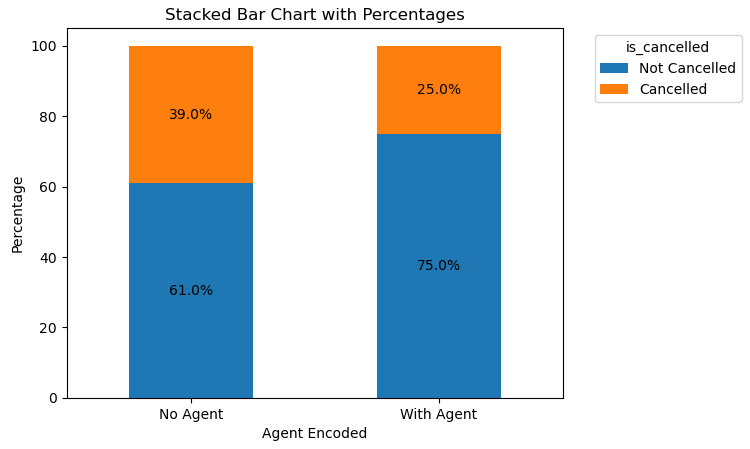 Stacked Bar Chart with Percentages
is_cancelled
Not Cancelled
Cancelled
Percentage
100
80
60
40
20
0
39.0%
25.0%
61.0%
75.0%
No Agent
With Agent
Agent Encoded